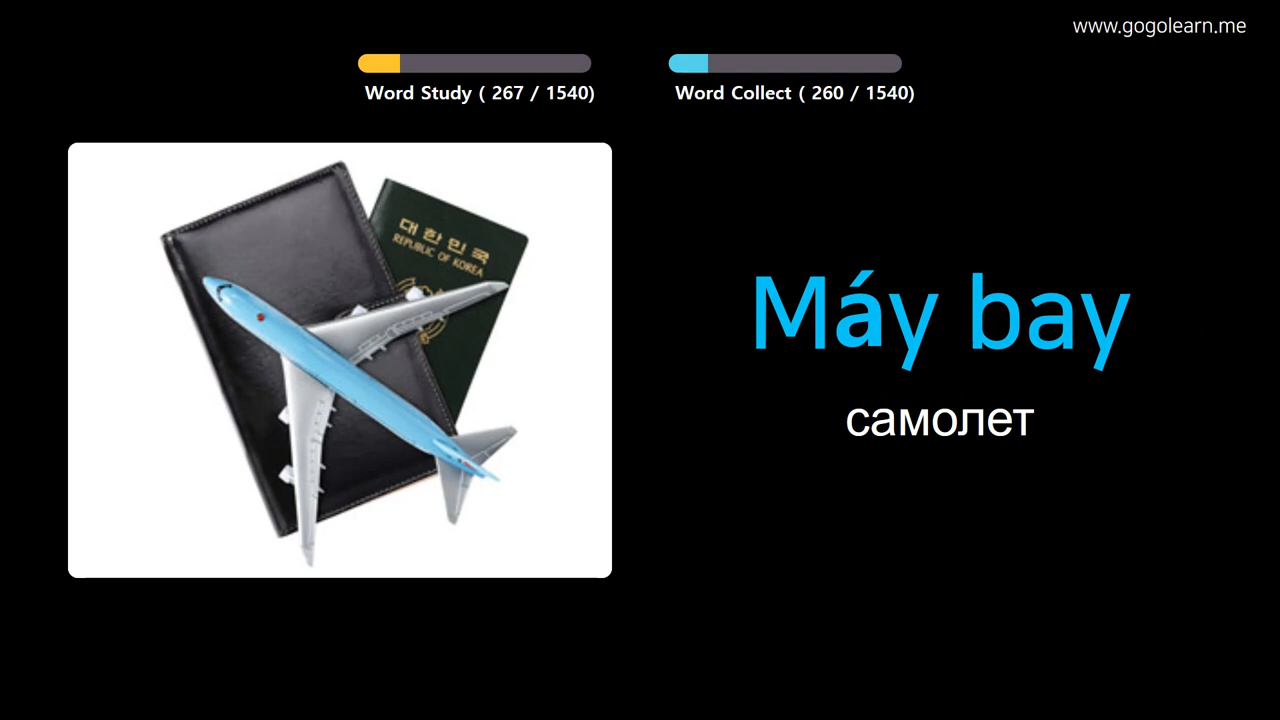 www.gogolearn.me
Word Study ( 267 / 1540)
Word Collect ( 260 / 1540)
대한민국
REPUBLIC OF KOREA
Máy bay
самолет